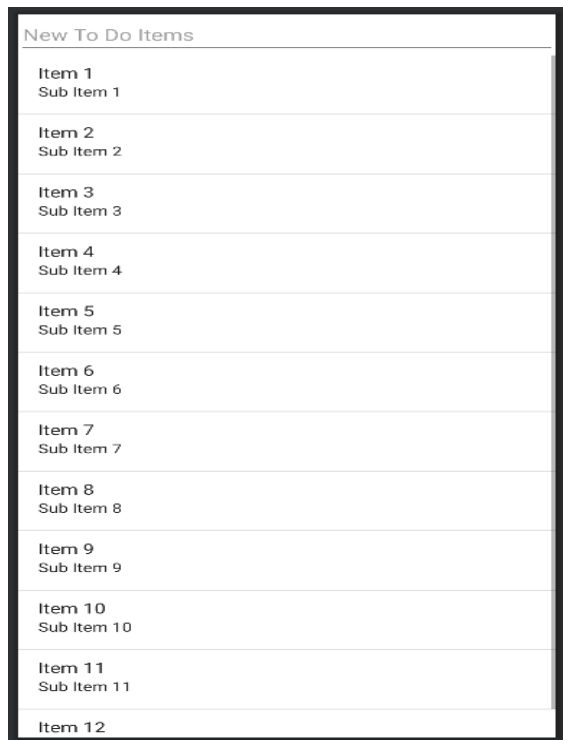 New To Do Items
Item 1
Sub Item 1
Item 2
Sub Item 2
Item 3
Sub Item 3
Item 4
Sub Item 4
Item 5
Sub Item 5
Item 6
Sub Item 6
Item 7
Sub Item 7
Item 8
Sub Item 8
Item 9
Sub Item 9
Item 10
Sub Item 10
Item 11
Sub Item 11
Item 12